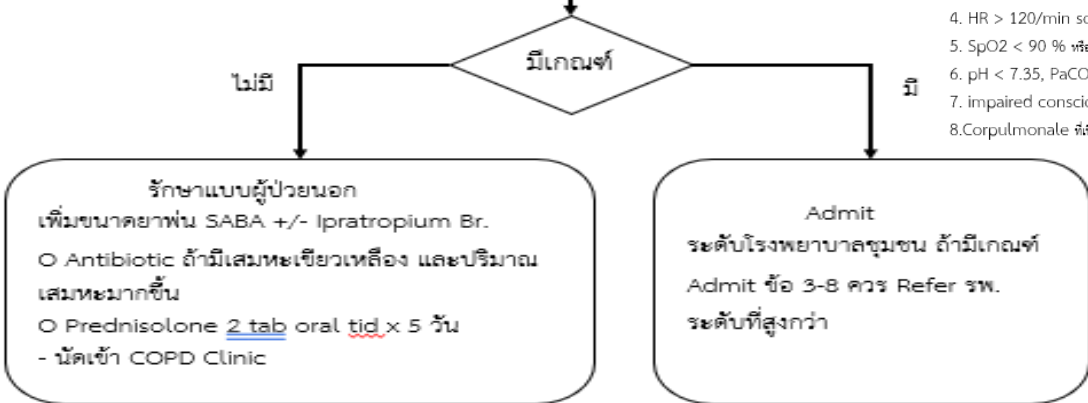 4. HR > 120/min
5. SpO2 < 90 %
6. pH < 7.35,
7. impaired
8.Corpulmonale
มีเกณฑ์
ไม่มี
มี
รักษาแบบผู้ป่วยนอก
เพิ่มขนาดยาพ่น SABA +/- Ipratropium Br.
O Antibiotic ถ้ามีเสมหะเขียวเหลือง และปริมาณ
เสมหะมากขึ้น
O Prednisolone 2 tab oral tid x 5 วัน
- นัดเข้า COPD Clinic
Admit
ระดับโรงพยาบาลชุมชน ถ้ามีเกณฑ์
Admit ข้อ 3-8 ควร Refer รพ.
ระดับที่สูงกว่า